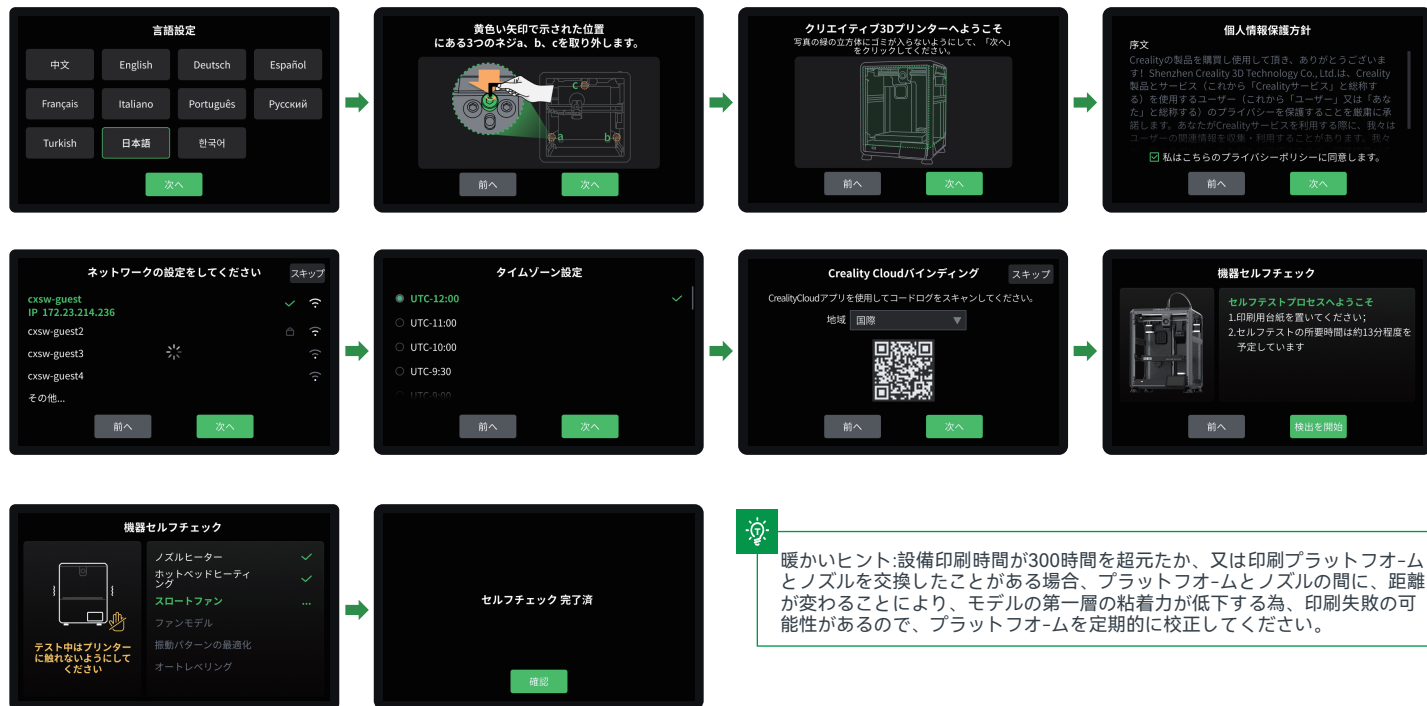 言語設定
中文 English Deutsch Español
Français Italiano Português Русский
Turkish 日本語 한국어
次へ
黄色い矢印で示された位置
にある3つのネジa、b、cを取り外します。
c
a b
前へ 次へ
クリエイティブ3Dプリンターへようこそ
写真の緑の立方体にゴミが入らないようにして、「次へ」
をクリックしてください。
前へ 次へ
個人情報保護方針
序文
Crealityの製品を購買し使用して頂き、ありがとうございま
す! Shenzhen Creality 3D Technology Co., Ltd.は、Creality
製品とサービス（これから「Crealityサービス」と総称す
る）を使用するユーザー（これから「ユーザー」又は「あな
た」と総称する）のプライバシーを保護することを厳粛に承
諾します。あなたがCrealityサービスを利用する際に、我々は
ユーザーの関連情報を収集・利用することがあります。我々
私はこちらのプライバシーポリシーに同意します。
前へ 次へ
ネットワークの設定をしてください スキップ
cxsw-guest
IP 172.23.214.236
cxsw-guest2
cxsw-guest3
cxsw-guest4
その他...
前へ 次へ
タイムゾーン設定
UTC-12:00
UTC-11:00
UTC-10:00
UTC-9:30
UTC-9:00
前へ 次へ
Creality Cloudバインディング スキップ
CrealityCloudアプリを使用してコードログをスキャンしてください。
地域 国際
前へ 次へ
機器セルフチェック
セルフテストプロセスへようこそ
1.印刷用台紙を置いてください；
2.セルフテストの所要時間は約13分程度を
予定しています
前へ 検出を開始
機器セルフチェック
テスト中はプリンター
に触れないようにして
ください
ノズルヒーター
ホットベッドヒーティ
ング
スロートファン ...
ファンモデル
振動パターンの最適化
オートレベリング
セルフチェック 完了済
確認
暖かいヒント:設備印刷時間が300時間を超元たか、又は印刷プラットフオ-ム
とノズルを交換したことがある場合、プラットフオ-ムとノズルの間に、距離
が変わることにより、モデルの第一層の粘着力が低下する為、印刷失敗の可
能性があるので、プラットフオ-ムを定期的に校正してください。